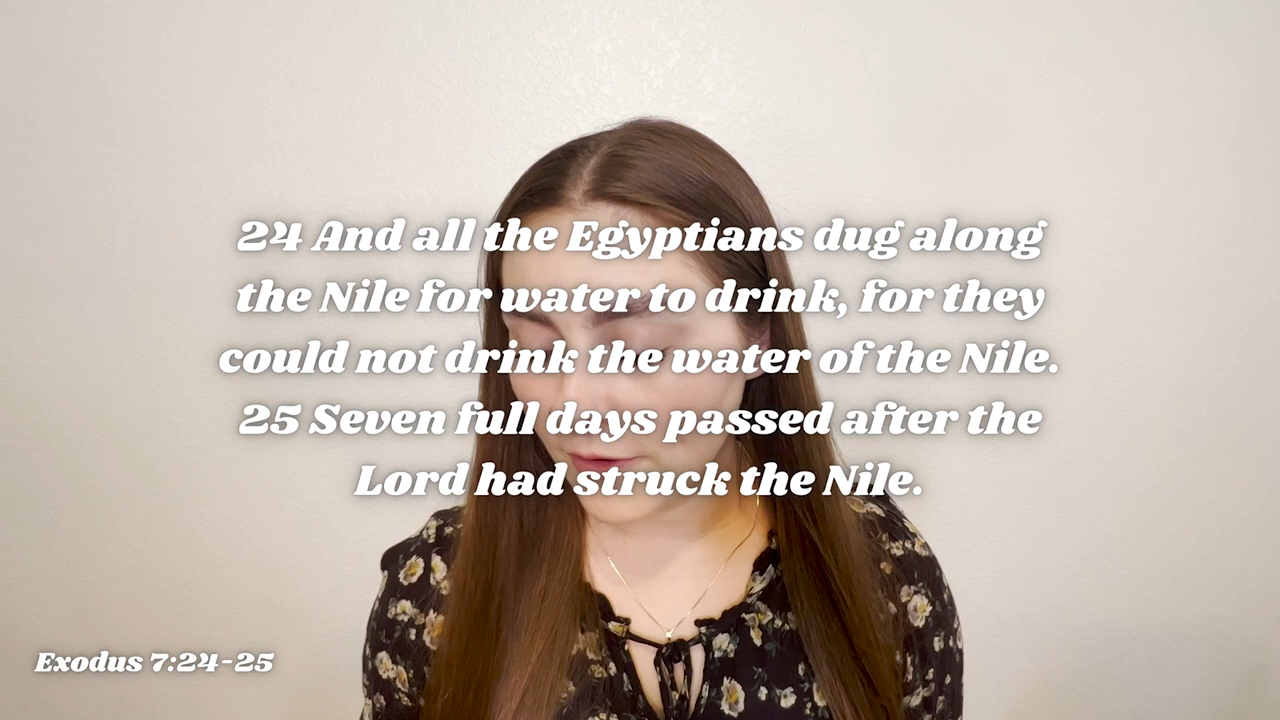 24 And all the Egyptians dug along
the Nile for water to drink, for they
could not drink the water of the Nile.
25 Seven full days passed after the
Lord had struck the Nile.
Exodus 7:24-25